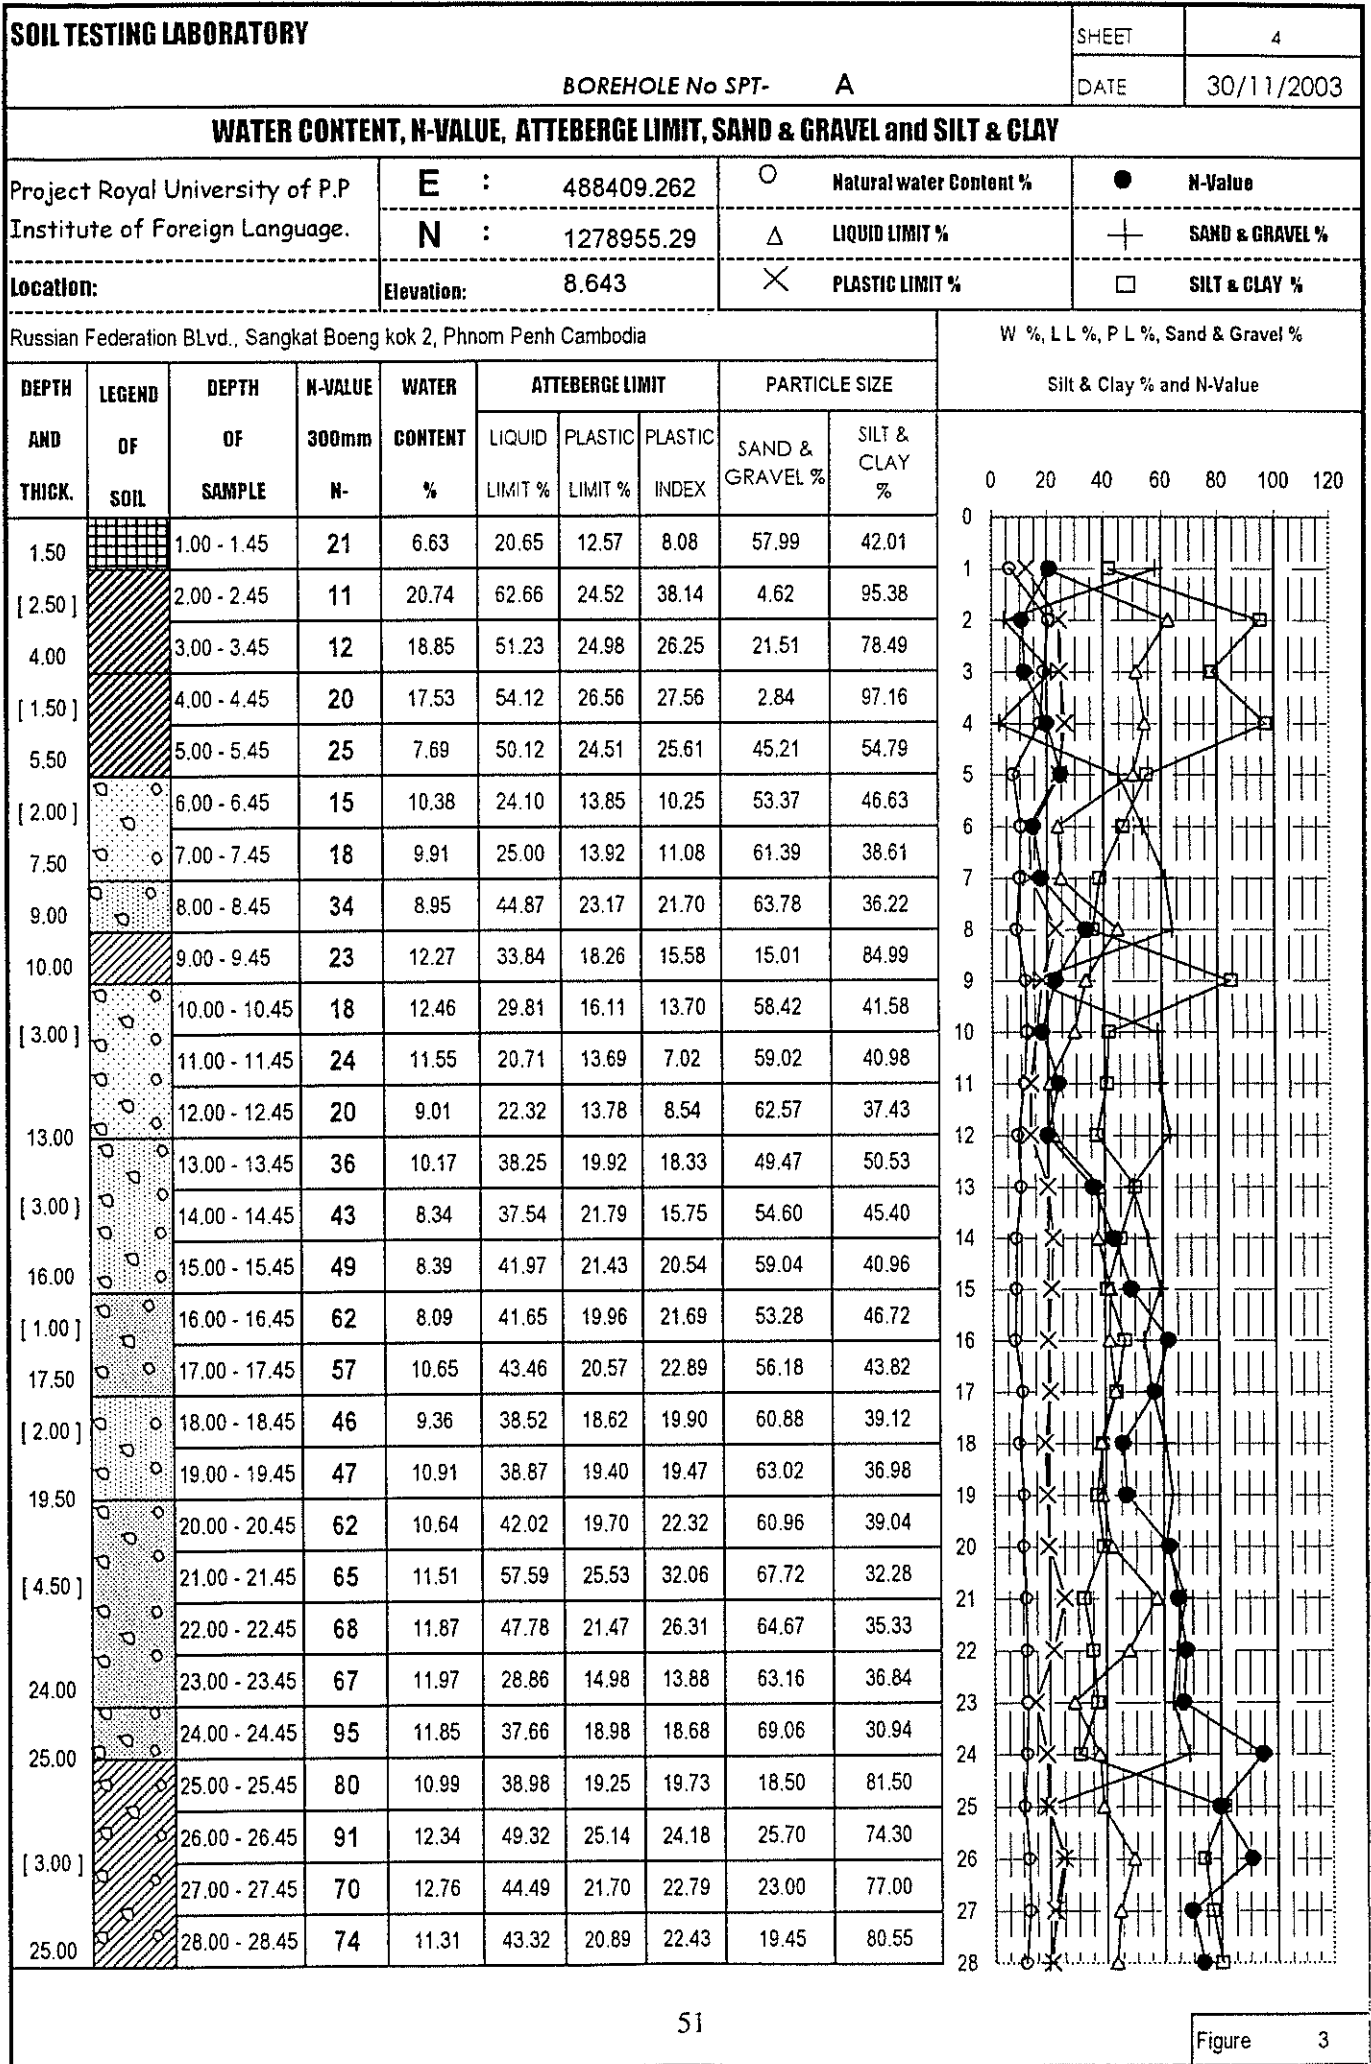 SOIL TESTING LABORATORY
SHEET 4
BOREHOLE No SPT- A
DATE 30/11/2003
WATER CONTENT, N-VALUE, ATTEBERGE LIMIT, SAND & GRAVEL and SILT & CLAY
Project Royal University of P.P
Institute of Foreign Language.
E : 488409.262
N : 1278955.29
Natural water Content %
N-Value
LIQUID LIMIT %
SAND & GRAVEL %
Location:
Elevation: 8.643
PLASTIC LIMIT %
SILT & CLAY %
Russian Federation BLvd., Sangkat Boeng kok 2, Phnom Penh Cambodia
W %, L L %, P L %, Sand & Gravel %
Silt & Clay % and N-Value
DEPTH AND THICK.
LEGEND OF SOIL
DEPTH OF SAMPLE
N-VALUE 300mm N-
WATER CONTENT %
ATTEBERGE LIMIT
LIQUID LIMIT %
PLASTIC LIMIT %
PLASTIC INDEX
PARTICLE SIZE
SAND & GRAVEL %
SILT & CLAY %
0 20 40 60 80 100 120
0
1.50 1.00 - 1.45 21 6.63 20.65 12.57 8.08 57.99 42.01 1
[ 2.50 ] 2.00 - 2.45 11 20.74 62.66 24.52 38.14 4.62 95.38 2
4.00 3.00 - 3.45 12 18.85 51.23 24.98 26.25 21.51 78.49 3
[ 1.50 ] 4.00 - 4.45 20 17.53 54.12 26.56 27.56 2.84 97.16 4
5.50 5.00 - 5.45 25 7.69 50.12 24.51 25.61 45.21 54.79 5
[ 2.00 ] 6.00 - 6.45 15 10.38 24.10 13.85 10.25 53.37 46.63 6
7.50 7.00 - 7.45 18 9.91 25.00 13.92 11.08 61.39 38.61 7
9.00 8.00 - 8.45 34 8.95 44.87 23.17 21.70 63.78 36.22 8
10.00 9.00 - 9.45 23 12.27 33.84 18.26 15.58 15.01 84.99 9
[ 3.00 ] 10.00 - 10.45 18 12.46 29.81 16.11 13.70 58.42 41.58 10
11.00 - 11.45 24 11.55 20.71 13.69 7.02 59.02 40.98 11
13.00 12.00 - 12.45 20 9.01 22.32 13.78 8.54 62.57 37.43 12
13.00 - 13.45 36 10.17 38.25 19.92 18.33 49.47 50.53 13
[ 3.00 ] 14.00 - 14.45 43 8.34 37.54 21.79 15.75 54.60 45.40 14
16.00 15.00 - 15.45 49 8.39 41.97 21.43 20.54 59.04 40.96 15
[ 1.00 ] 16.00 - 16.45 62 8.09 41.65 19.96 21.69 53.28 46.72 16
17.50 17.00 - 17.45 57 10.65 43.46 20.57 22.89 56.18 43.82 17
[ 2.00 ] 18.00 - 18.45 46 9.36 38.52 18.62 19.90 60.88 39.12 18
19.50 19.00 - 19.45 47 10.91 38.87 19.40 19.47 63.02 36.98 19
20.00 - 20.45 62 10.64 42.02 19.70 22.32 60.96 39.04 20
[ 4.50 ] 21.00 - 21.45 65 11.51 57.59 25.53 32.06 67.72 32.28 21
22.00 - 22.45 68 11.87 47.78 21.47 26.31 64.67 35.33 22
24.00 23.00 - 23.45 67 11.97 28.86 14.98 13.88 63.16 36.84 23
25.00 24.00 - 24.45 95 11.85 37.66 18.98 18.68 69.06 30.94 24
25.00 - 25.45 80 10.99 38.98 19.25 19.73 18.50 81.50 25
[ 3.00 ] 26.00 - 26.45 91 12.34 49.32 25.14 24.18 25.70 74.30 26
27.00 - 27.45 70 12.76 44.49 21.70 22.79 23.00 77.00 27
25.00 28.00 - 28.45 74 11.31 43.32 20.89 22.43 19.45 80.55 28
51
Figure 3